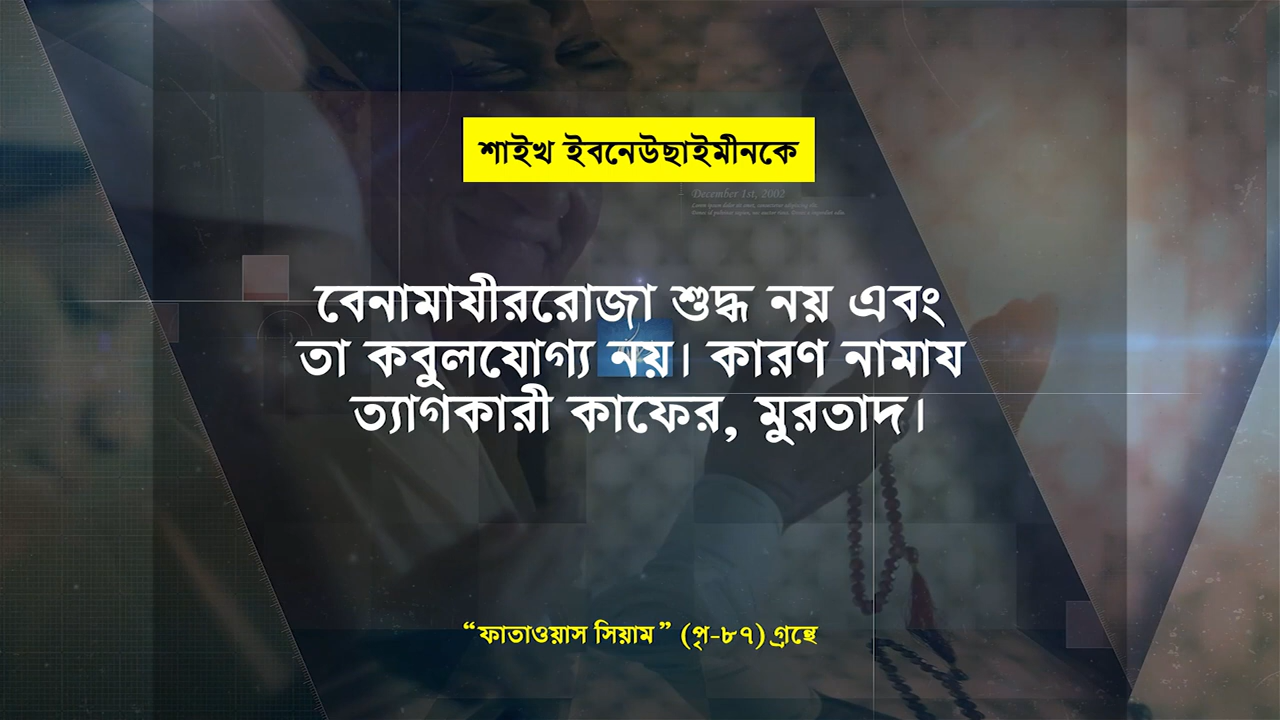 শাইখ ইবনেউছাইমীনকে
December 1st, 2002
বেনামাযীররোজা শুদ্ধ নয় এবং
তা কবুলযোগ্য নয়। কারণ নামায
ত্যাগকারী কাফের, মুরতাদ।
“ফাতাওয়াস সিয়াম” (পৃ-৮৭) গ্রন্থে